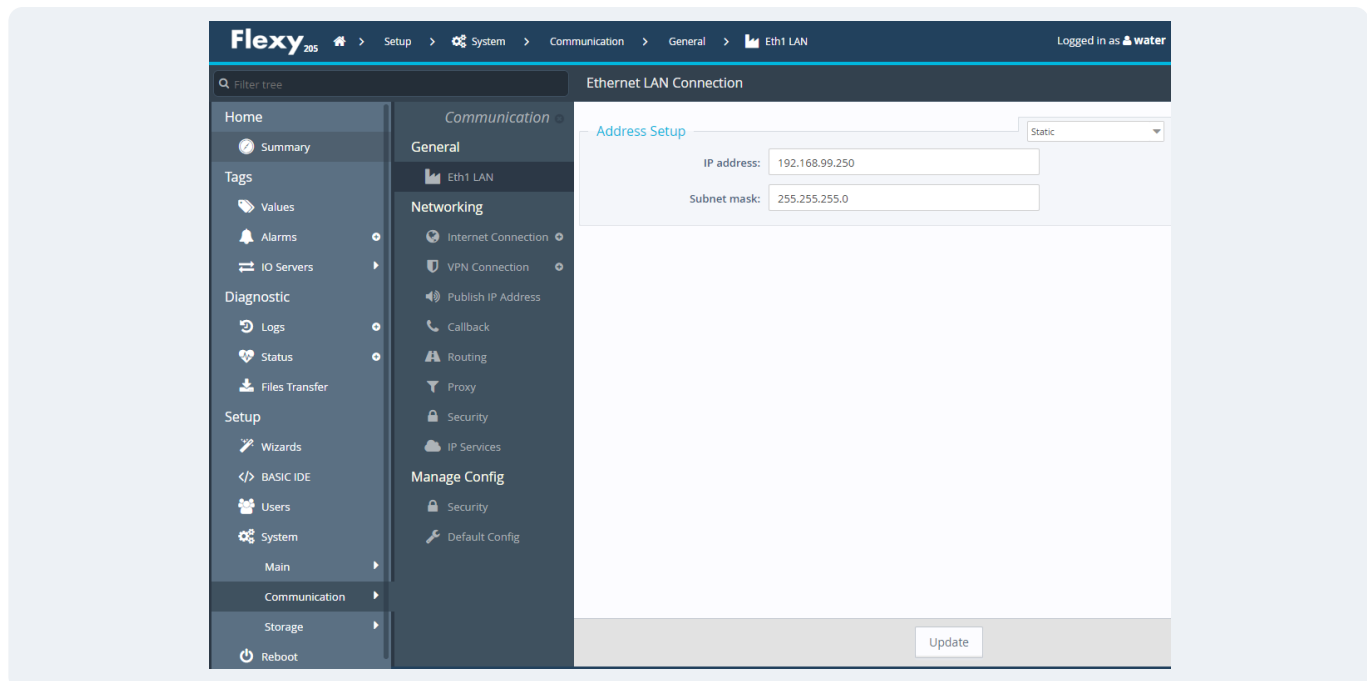 Flexy 205 > Setup > System > Communication > General > Eth1 LAN
Logged in as water
Filter tree
Ethernet LAN Connection
Home
Summary
Tags
Values
Alarms
IO Servers
Diagnostic
Logs
Status
Files Transfer
Setup
Wizards
</> BASIC IDE
Users
System
Main
Communication
Storage
Reboot
Communication
General
Eth1 LAN
Networking
Internet Connection
VPN Connection
Publish IP Address
Callback
Routing
Proxy
Security
IP Services
Manage Config
Security
Default Config
Address Setup
Static
IP address: 192.168.99.250
Subnet mask: 255.255.255.0
Update